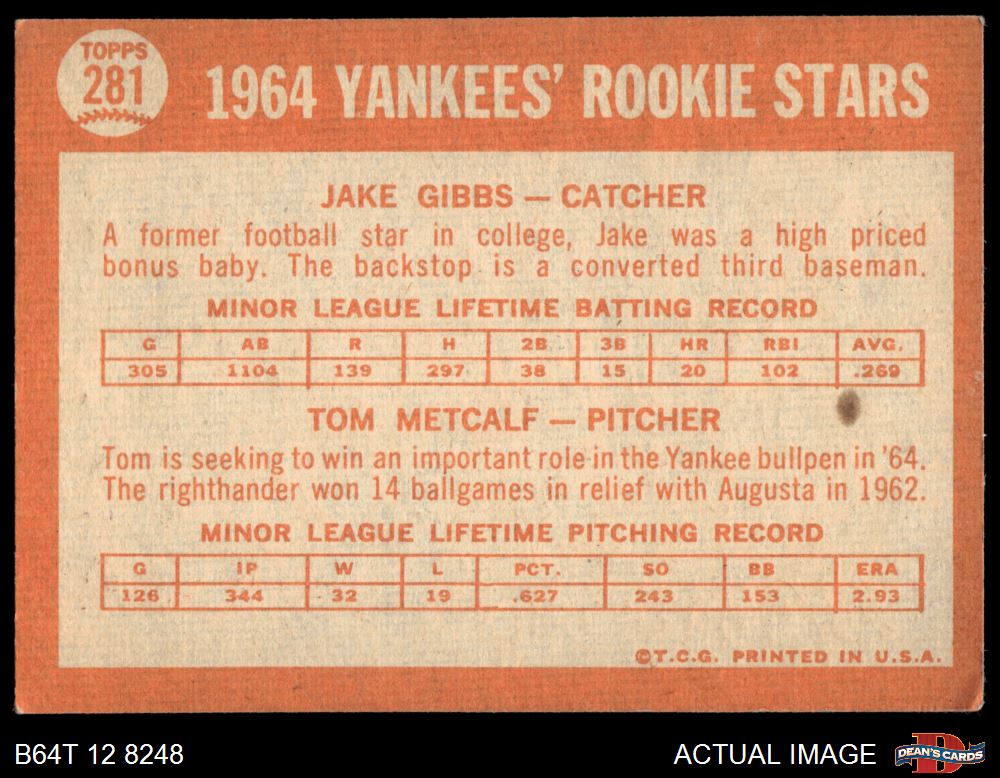 TOPPS
281
1964 YANKEES' ROOKIE STARS
JAKE GIBBS — CATCHER
A former football star in college, Jake was a high priced
bonus baby. The backstop is a converted third baseman.
MINOR LEAGUE LIFETIME BATTING RECORD
G AB R H 2B 3B HR RBI AVG.
305 1104 139 297 38 15 20 102 .269
TOM METCALF — PITCHER
Tom is seeking to win an important role in the Yankee bullpen in '64.
The righthander won 14 ballgames in relief with Augusta in 1962.
MINOR LEAGUE LIFETIME PITCHING RECORD
G IP W L PCT. SO BB ERA
126 344 32 19 .627 243 153 2.93
©T.C.G. PRINTED IN U.S.A.
B64T 12 8248
ACTUAL IMAGE
DEAN'S CARDS